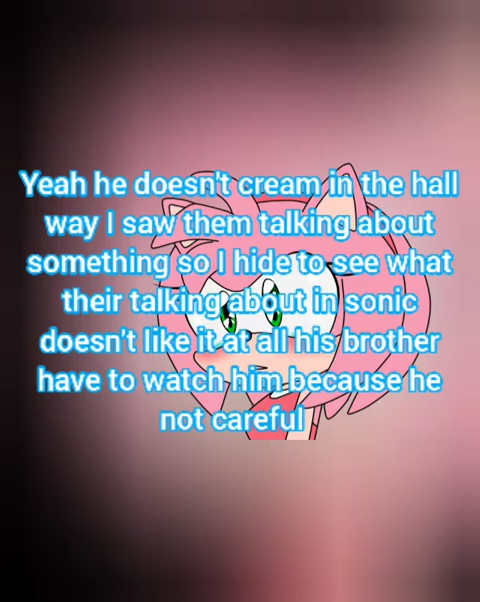 Yeah he doesn't cream in the hall
way I saw them talking about
something so I hide to see what
their talking about in sonic
doesn't like it at all his brother
have to watch him because he
not careful